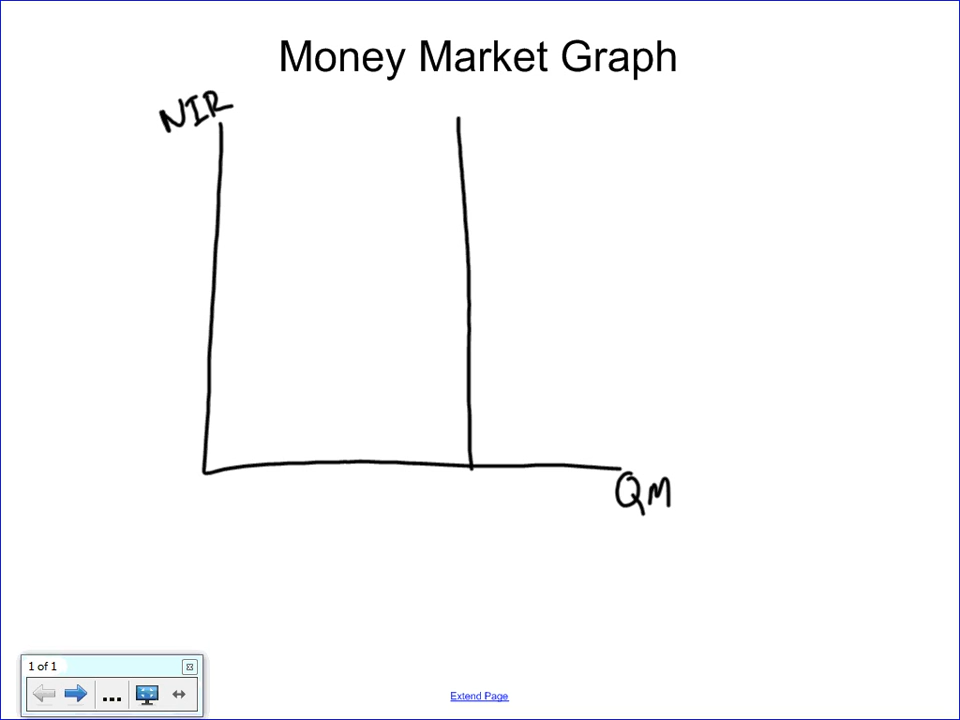 Money Market Graph
NIR
QM
1 of 1
...
Extend Page